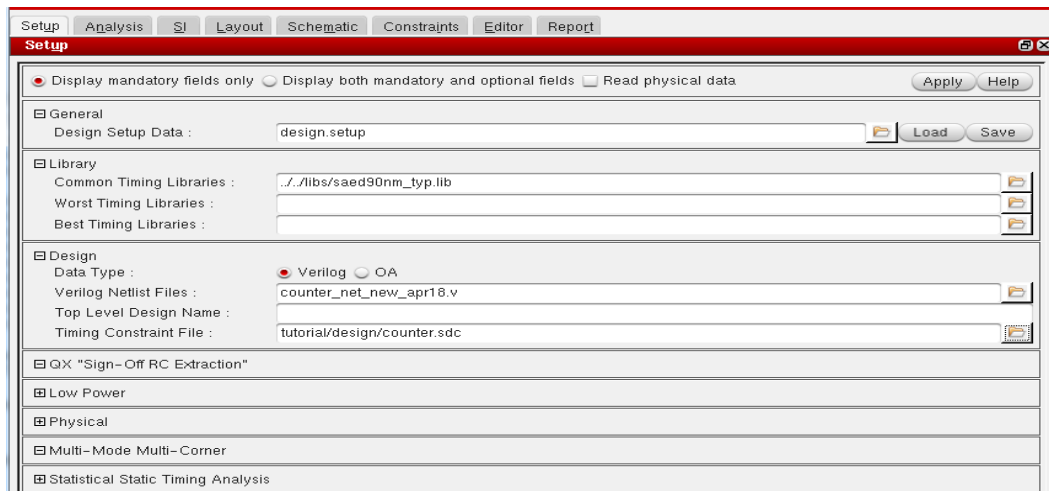 Setup Analysis SI Layout Schematic Constraints Editor Report
Setup
Display mandatory fields only Display both mandatory and optional fields Read physical data Apply Help
General
Design Setup Data : design.setup Load Save
Library
Common Timing Libraries : ../../libs/saed90nm_typ.lib
Worst Timing Libraries :
Best Timing Libraries :
Design
Data Type : Verilog OA
Verilog Netlist Files : counter_net_new_apr18.v
Top Level Design Name :
Timing Constraint File : tutorial/design/counter.sdc
QX "Sign-Off RC Extraction"
Low Power
Physical
Multi-Mode Multi-Corner
Statistical Static Timing Analysis